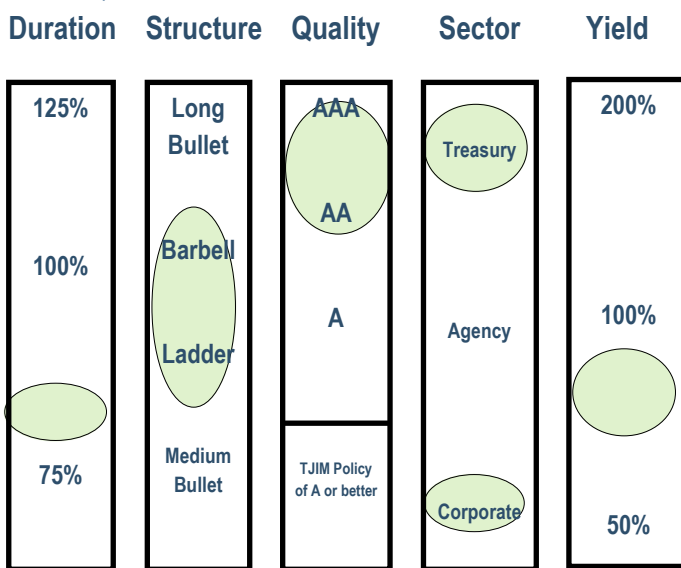 Duration Structure Quality Sector Yield
125%
100%
75%
Long
Bullet
Barbell
Ladder
Medium
Bullet
AAA
AA
A
TJIM Policy
of A or better
Treasury
Agency
Corporate
200%
100%
50%